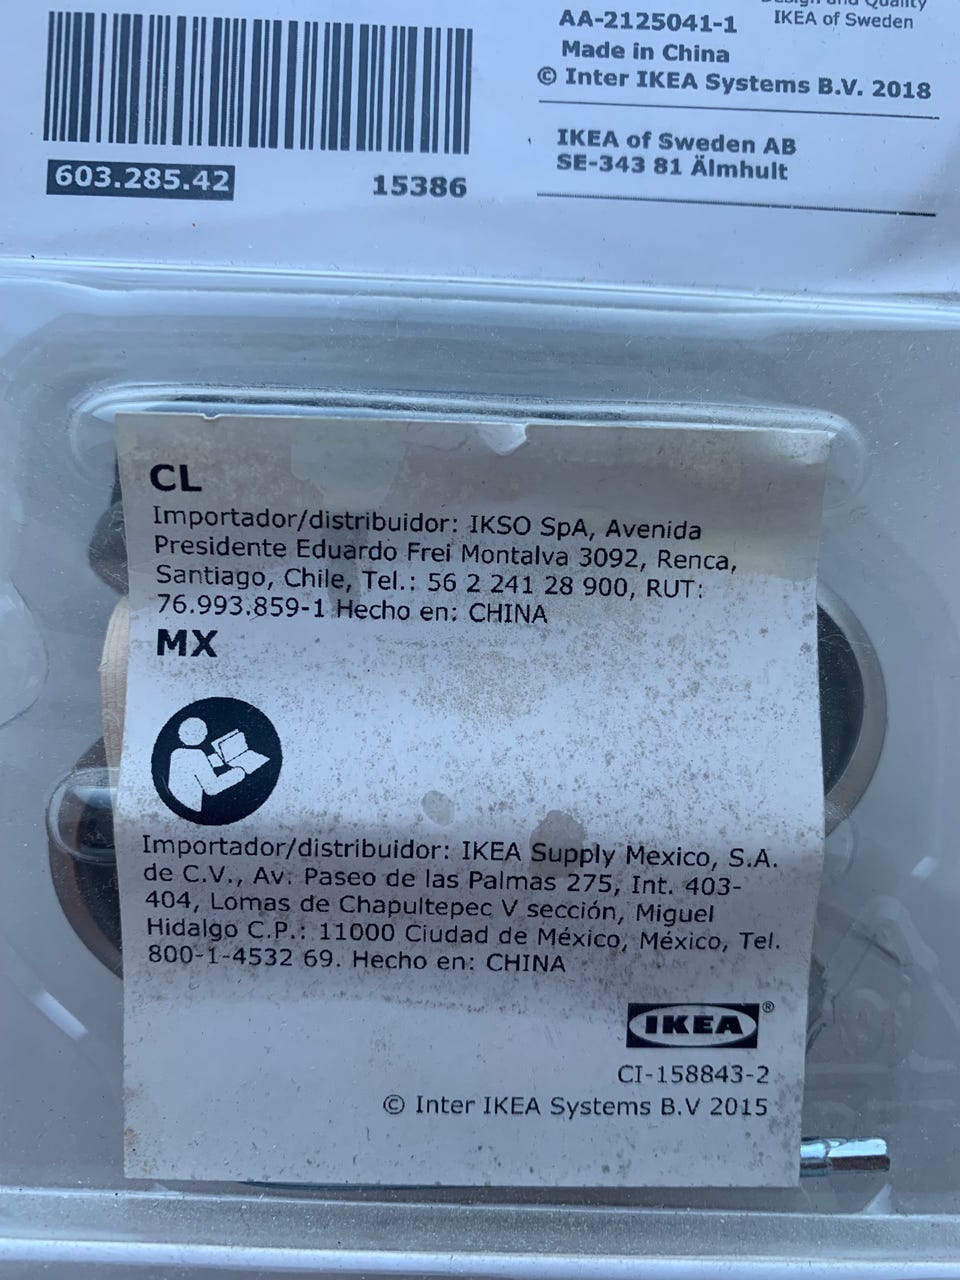 AA-2125041-1
Design and Quality
IKEA of Sweden
Made in China
© Inter IKEA Systems B.V. 2018
603.285.42
15386
IKEA of Sweden AB
SE-343 81 Älmhult
CL
Importador/distribuidor: IKSO SpA, Avenida
Presidente Eduardo Frei Montalva 3092, Renca,
Santiago, Chile, Tel.: 56 2 241 28 900, RUT:
76.993.859-1 Hecho en: CHINA
MX
Importador/distribuidor: IKEA Supply Mexico, S.A.
de C.V., Av. Paseo de las Palmas 275, Int. 403-
404, Lomas de Chapultepec V sección, Miguel
Hidalgo C.P.: 11000 Ciudad de México, México, Tel.
800-1-4532 69. Hecho en: CHINA
IKEA®
CI-158843-2
© Inter IKEA Systems B.V 2015